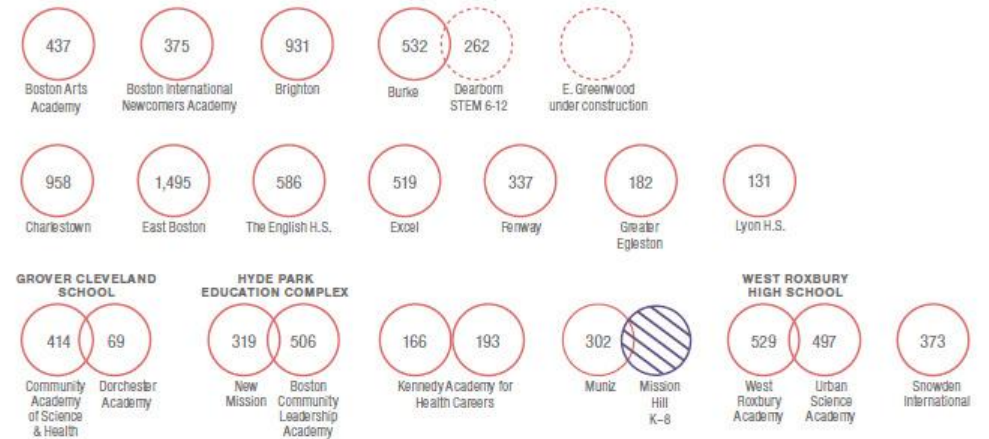 437
375
931
532
262
Boston Arts
Academy
Boston International
Newcomers Academy
Brighton
Burke
Dearborn
STEM 6-12
E. Greenwood
under construction
958
1,495
586
519
337
182
131
Charlestown
East Boston
The English H.S.
Excel
Fenway
Greater
Egleston
Lyon H.S.
GROVER CLEVELAND
SCHOOL
HYDE PARK
EDUCATION COMPLEX
WEST ROXBURY
HIGH SCHOOL
414
69
319
506
166
193
302
529
497
373
Community
Academy
of Science
& Health
Dorchester
Academy
New
Mission
Boston
Community
Leadership
Academy
Kennedy Academy for
Health Careers
Muniz
Mission
Hill
K–8
West
Roxbury
Academy
Urban
Science
Academy
Snowden
International